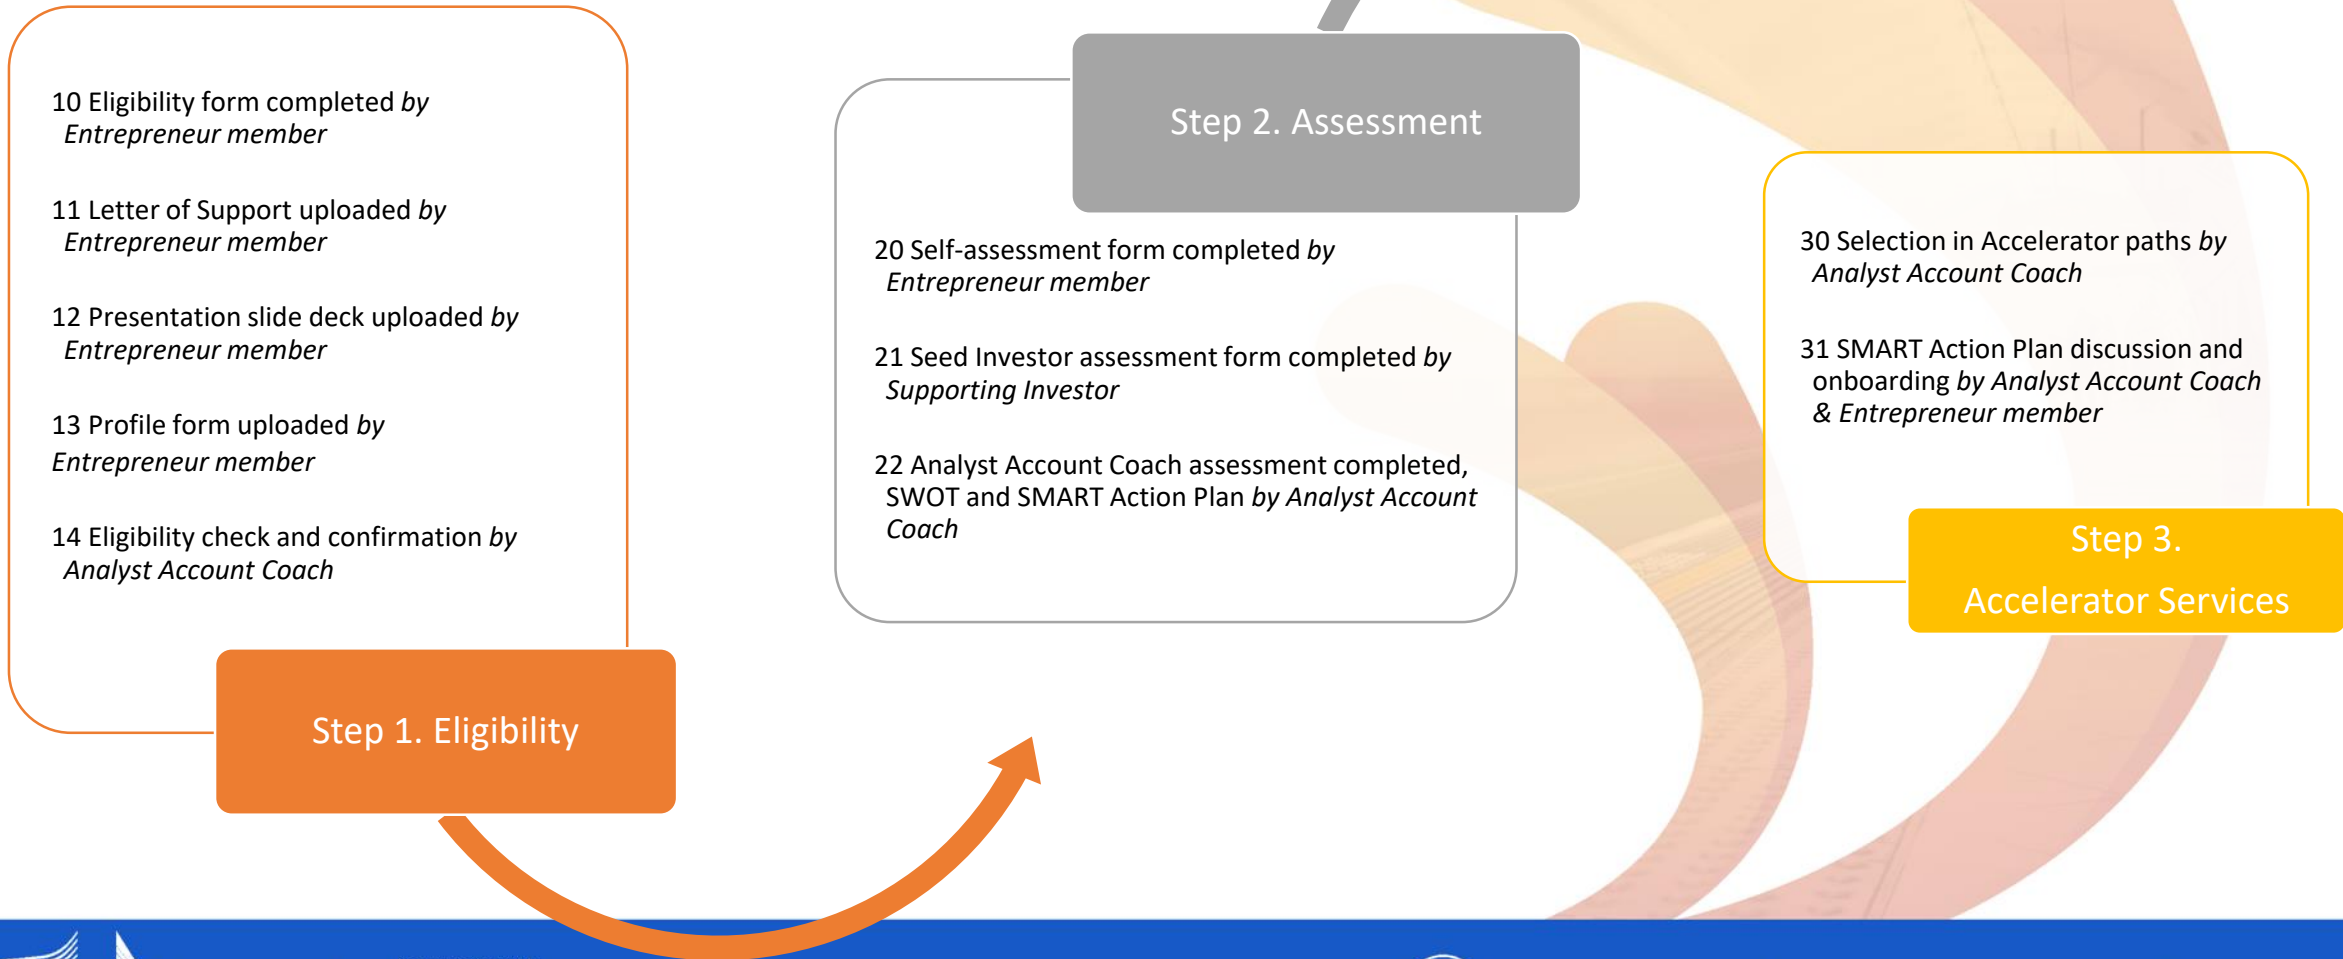 10 Eligibility form completed by
Entrepreneur member
11 Letter of Support uploaded by
Entrepreneur member
12 Presentation slide deck uploaded by
Entrepreneur member
13 Profile form uploaded by
Entrepreneur member
14 Eligibility check and confirmation by
Analyst Account Coach
Step 1. Eligibility
Step 2. Assessment
20 Self-assessment form completed by
Entrepreneur member
21 Seed Investor assessment form completed by
Supporting Investor
22 Analyst Account Coach assessment completed,
SWOT and SMART Action Plan by Analyst Account
Coach
30 Selection in Accelerator paths by
Analyst Account Coach
31 SMART Action Plan discussion and
onboarding by Analyst Account Coach
& Entrepreneur member
Step 3.
Accelerator Services